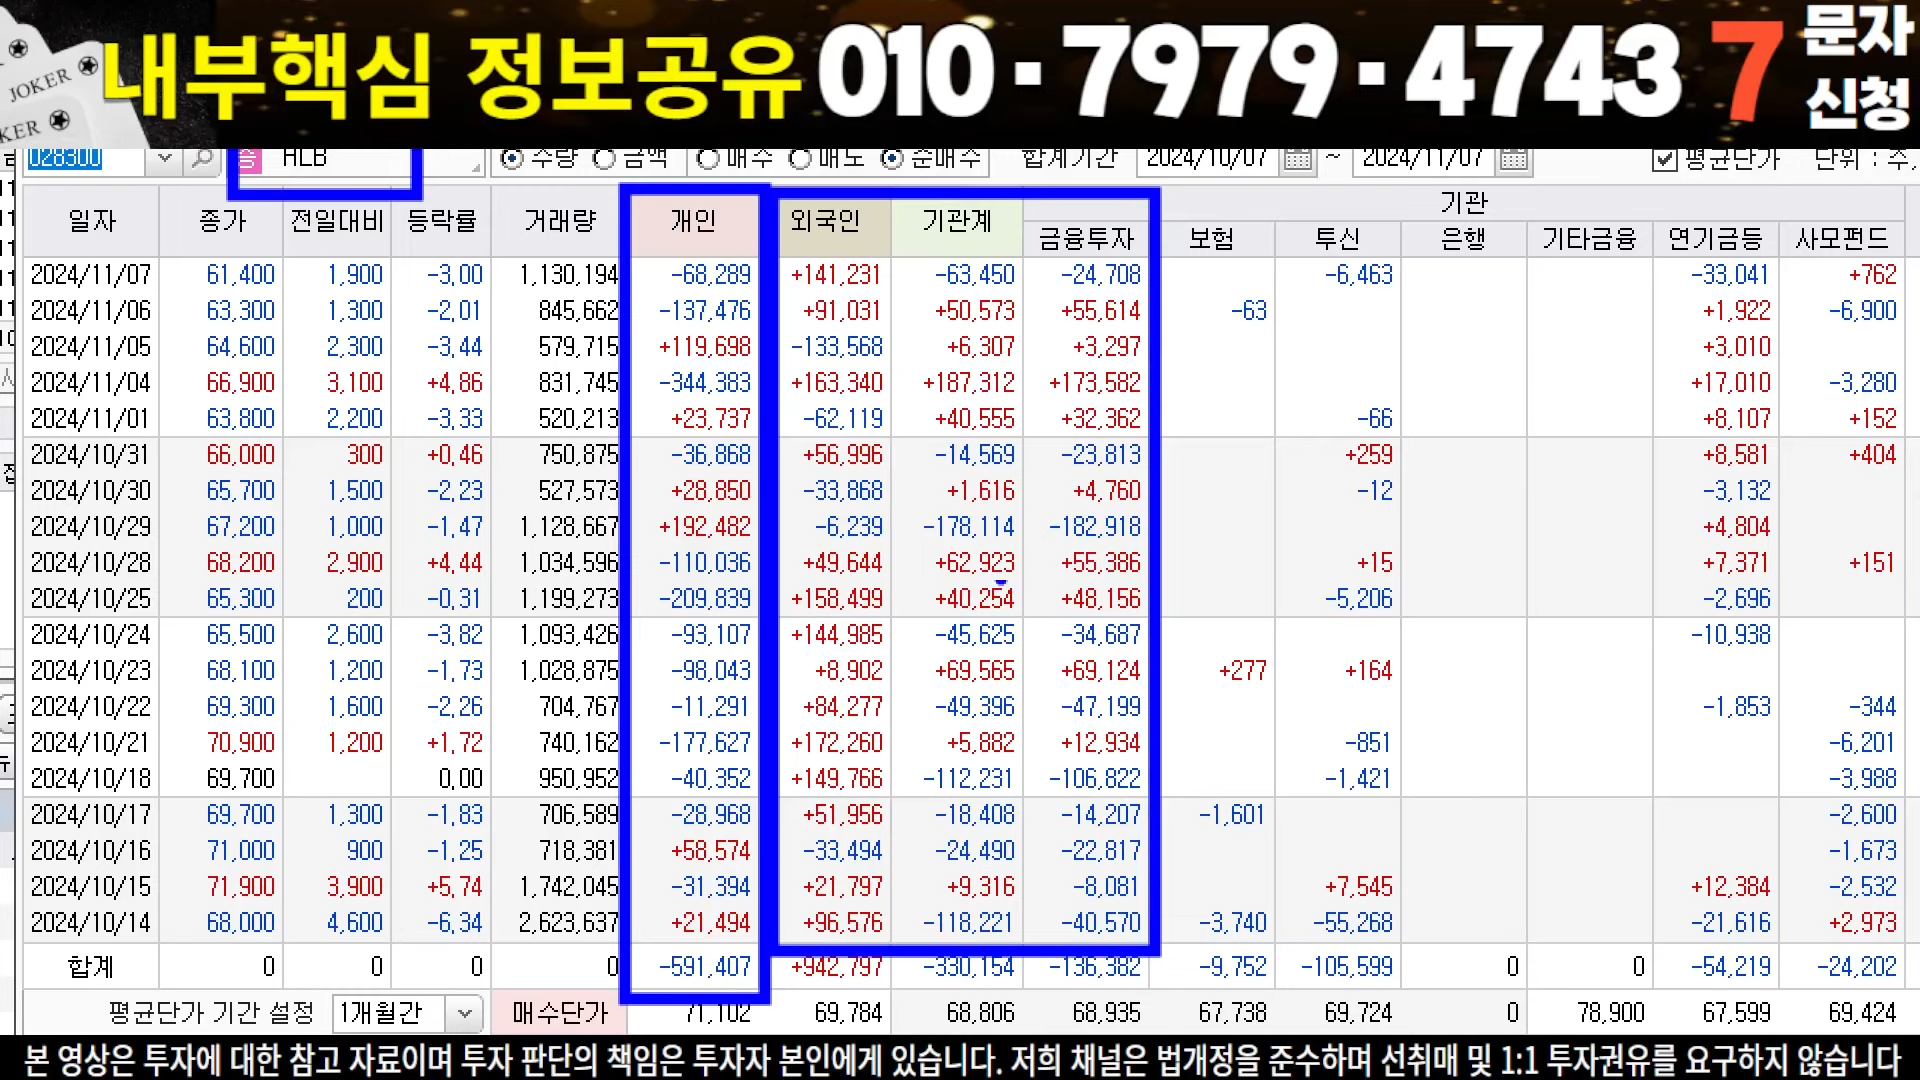 JOKER
KER
내부핵심 정보공유 010·7979·4743 7 문자 신청
028300 증 HLB 수량 금액 매수 매도 순매수 합계기간 2024/10/07 ~ 2024/11/07 평균단가 단위 : 주,
일자 종가 전일대비 등락률 거래량 개인 외국인 기관계 기관
금융투자 보험 투신 은행 기타금융 연기금등 사모펀드
2024/11/07 61,400 1,900 -3,00 1,130,194 -68,289 +141,231 -63,450 -24,708 -6,463 -33,041 +762
2024/11/06 63,300 1,300 -2,01 845,662 -137,476 +91,031 +50,573 +55,614 -63 +1,922 -6,900
2024/11/05 64,600 2,300 -3,44 579,715 +119,698 -133,568 +6,307 +3,297 +3,010
2024/11/04 66,900 3,100 +4,86 831,745 -344,383 +163,340 +187,312 +173,582 +17,010 -3,280
2024/11/01 63,800 2,200 -3,33 520,213 +23,737 -62,119 +40,555 +32,362 -66 +8,107 +152
2024/10/31 66,000 300 +0,46 750,875 -36,868 +56,996 -14,569 -23,813 +259 +8,581 +404
2024/10/30 65,700 1,500 -2,23 527,573 +28,850 -33,868 +1,616 +4,760 -12 -3,132
2024/10/29 67,200 1,000 -1,47 1,128,667 +192,482 -6,239 -178,114 -182,918 +4,804
2024/10/28 68,200 2,900 +4,44 1,034,596 -110,036 +49,644 +62,923 +55,386 +15 +7,371 +151
2024/10/25 65,300 200 -0,31 1,199,273 -209,839 +158,499 +40,254 +48,156 -5,206 -2,696
2024/10/24 65,500 2,600 -3,82 1,093,426 -93,107 +144,985 -45,625 -34,687 -10,938
2024/10/23 68,100 1,200 -1,73 1,028,875 -98,043 +8,902 +69,565 +69,124 +277 +164
2024/10/22 69,300 1,600 -2,26 704,767 -11,291 +84,277 -49,396 -47,199 -1,853 -344
2024/10/21 70,900 1,200 +1,72 740,162 -177,627 +172,260 +5,882 +12,934 -851 -6,201
2024/10/18 69,700 0,00 950,952 -40,352 +149,766 -112,231 -106,822 -1,421 -3,988
2024/10/17 69,700 1,300 -1,83 706,589 -28,968 +51,956 -18,408 -14,207 -1,601 -2,600
2024/10/16 71,000 900 -1,25 718,381 +58,574 -33,494 -24,490 -22,817 -1,673
2024/10/15 71,900 3,900 +5,74 1,742,045 -31,394 +21,797 +9,316 -8,081 +7,545 +12,384 -2,532
2024/10/14 68,000 4,600 -6,34 2,623,637 +21,494 +96,576 -118,221 -40,570 -3,740 -55,268 -21,616 +2,973
합계 0 0 0 0 -591,407 +942,797 -330,154 -136,382 -9,752 -105,599 0 0 -54,219 -24,202
평균단가 기간 설정 1개월간 매수단가 71,102 69,784 68,806 68,935 67,738 69,724 0 78,900 67,599 69,424
본 영상은 투자에 대한 참고 자료이며 투자 판단의 책임은 투자자 본인에게 있습니다. 저희 채널은 법개정을 준수하며 선취매 및 1:1 투자권유를 요구하지 않습니다